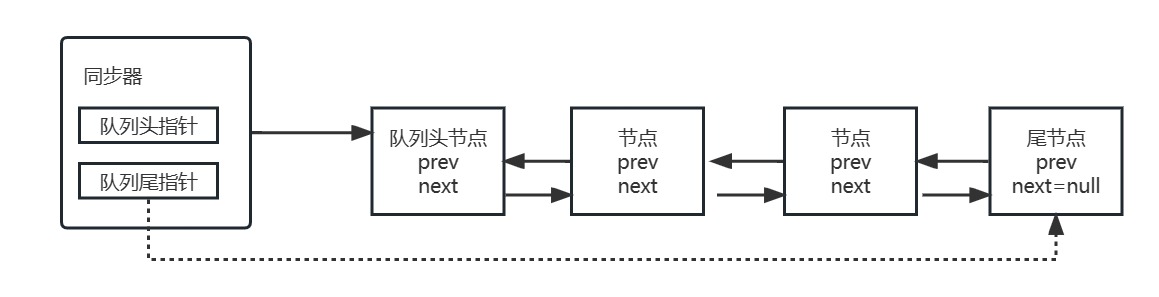 同步器
队列头指针
队列尾指针
队列头节点
prev
next
节点
prev
next
节点
prev
next
尾节点
prev
next=null